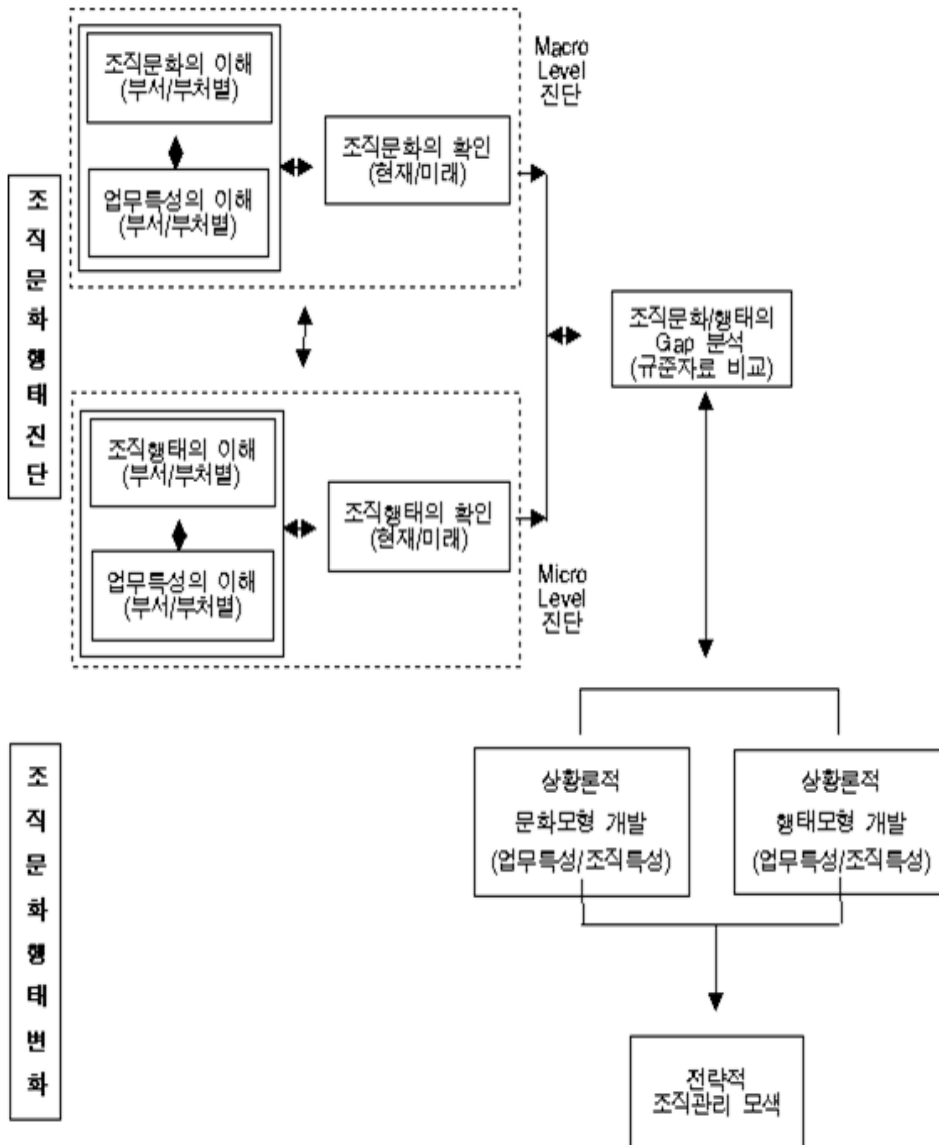 조직문화행태진단
조직문화의 이해
(부서/부처별)
업무특성의 이해
(부서/부처별)
조직문화의 확인
(현재/미래)
Macro
Level
진단
조직문화/행태의
Gap 분석
(규준자료 비교)
조직행태의 이해
(부서/부처별)
업무특성의 이해
(부서/부처별)
조직행태의 확인
(현재/미래)
Micro
Level
진단
조직문화행태변화
상황론적
문화모형 개발
(업무특성/조직특성)
상황론적
행태모형 개발
(업무특성/조직특성)
전략적
조직관리 모색